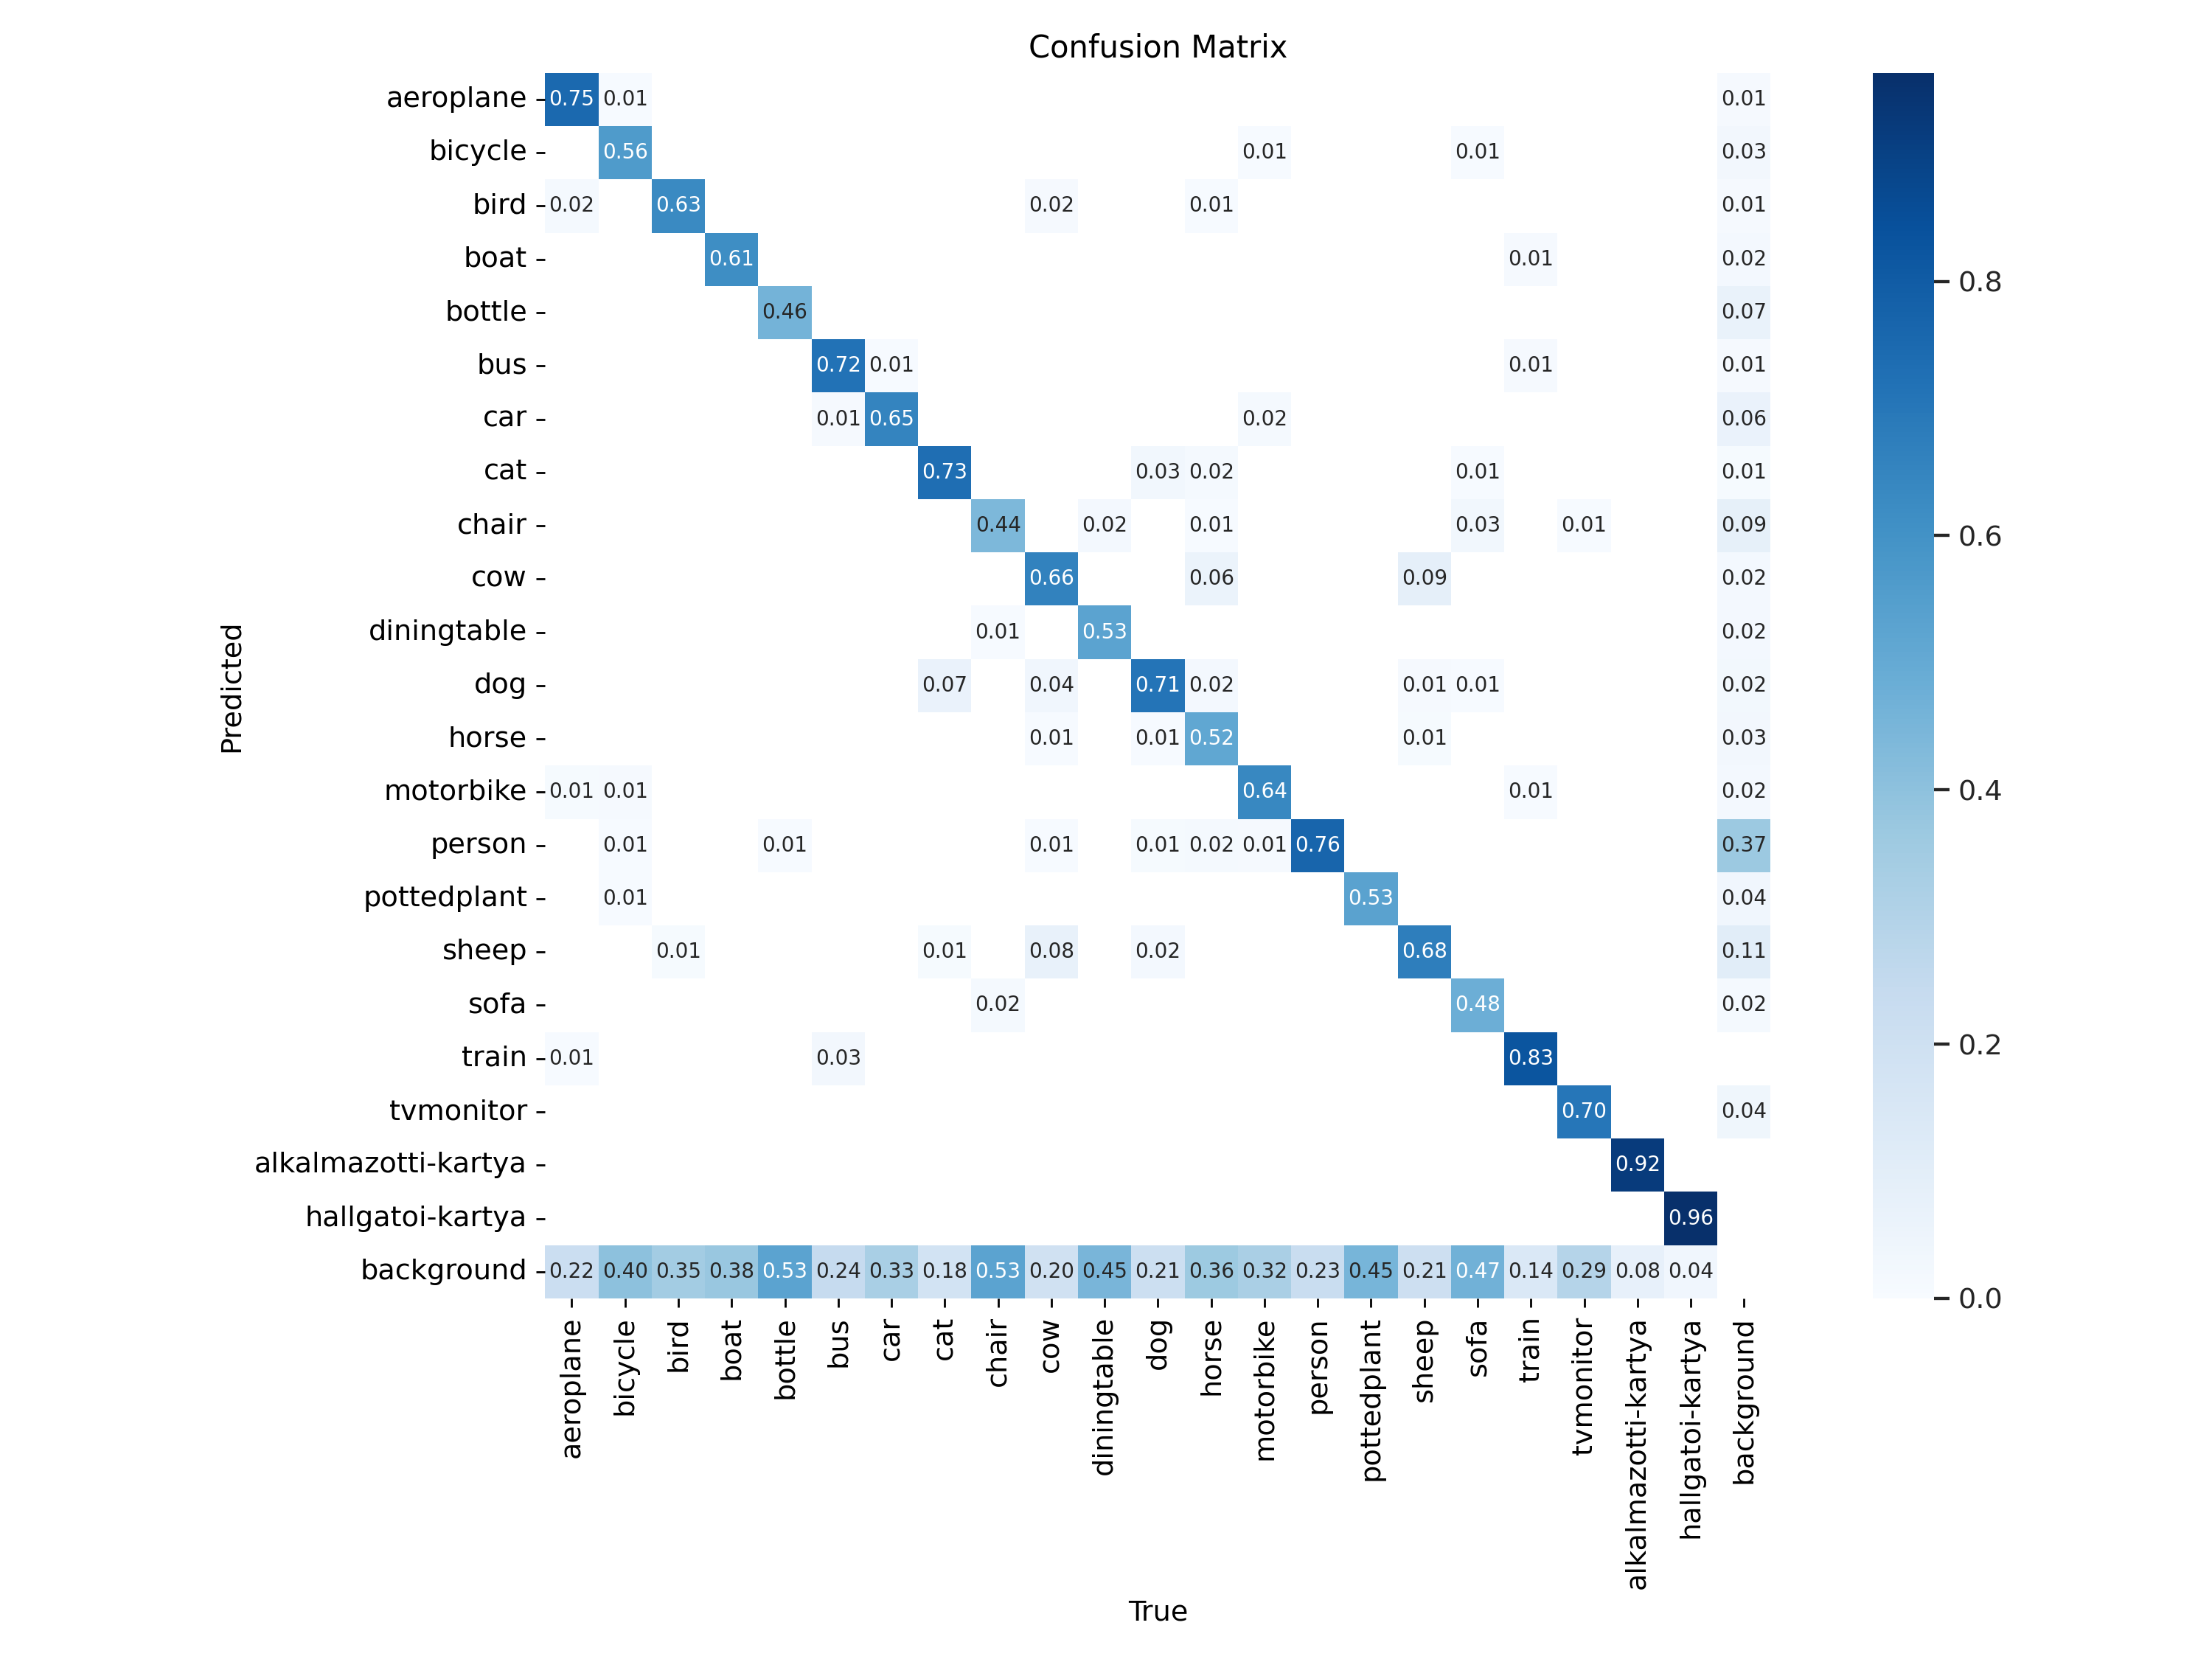 Confusion Matrix
aeroplane 0.75 0.01 0.01
bicycle 0.56 0.01 0.01 0.03
bird 0.02 0.63 0.02 0.01 0.01
boat 0.61 0.01 0.02
bottle 0.46 0.07
bus 0.72 0.01 0.01 0.01
car 0.01 0.65 0.02 0.06
cat 0.73 0.03 0.02 0.01 0.01
chair 0.44 0.02 0.01 0.03 0.01 0.09
cow 0.66 0.06 0.09 0.02
diningtable 0.01 0.53 0.02
dog 0.07 0.04 0.71 0.02 0.01 0.01 0.02
horse 0.01 0.01 0.52 0.01 0.03
motorbike 0.01 0.01 0.64 0.01 0.02
person 0.01 0.01 0.01 0.01 0.02 0.01 0.76 0.37
pottedplant 0.01 0.53 0.04
sheep 0.01 0.01 0.08 0.02 0.68 0.11
sofa 0.02 0.48 0.02
train 0.01 0.03 0.83
tvmonitor 0.70 0.04
alkalmazotti-kartya 0.92
hallgatoi-kartya 0.96
background 0.22 0.40 0.35 0.38 0.53 0.24 0.33 0.18 0.53 0.20 0.45 0.21 0.36 0.32 0.23 0.45 0.21 0.47 0.14 0.29 0.08 0.04
Predicted
aeroplane
bicycle
bird
boat
bottle
bus
car
cat
chair
cow
diningtable
dog
horse
motorbike
person
pottedplant
sheep
sofa
train
tvmonitor
alkalmazotti-kartya
hallgatoi-kartya
background
True
0.8
0.6
0.4
0.2
0.0